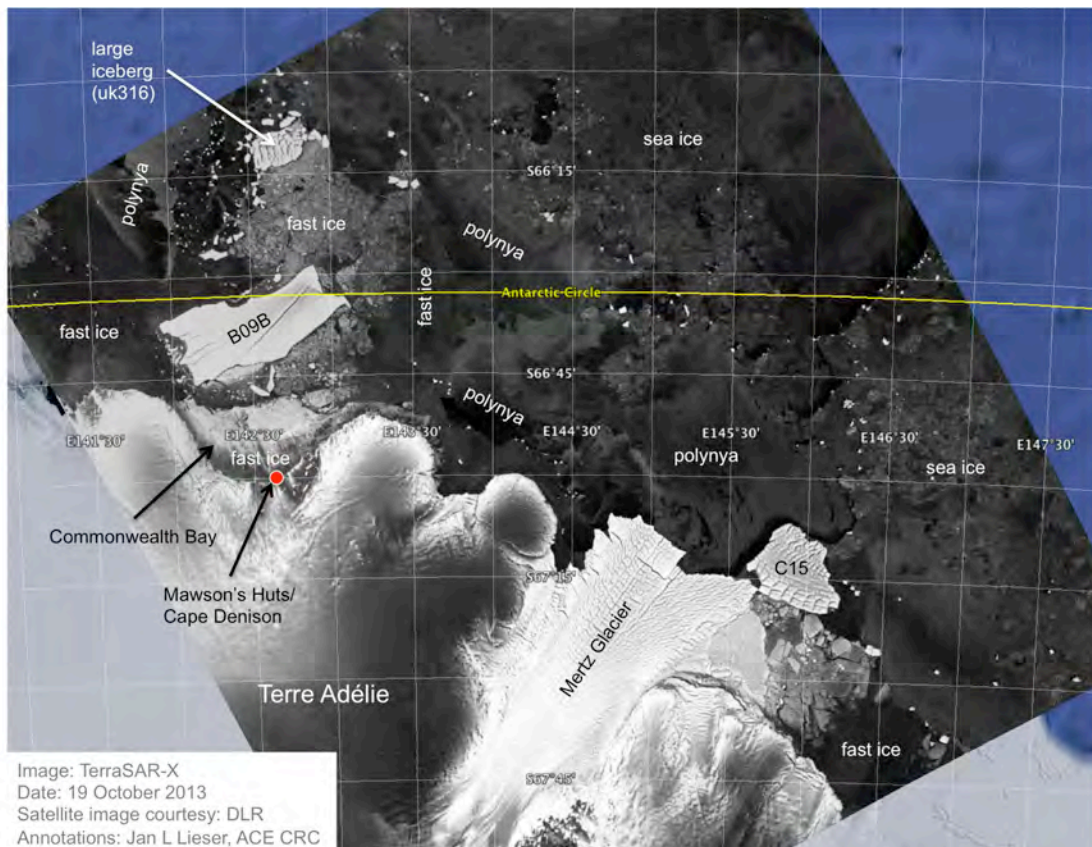 large
iceberg
(uk316)
polynya
sea ice
S66°15'
fast ice
polynya
fast ice
Antarctic Circle
fast ice
B09B
S66°45'
polynya
E141°30'
E142°30'
E143°30'
E144°30'
E145°30'
E146°30'
E147°30'
fast ice
polynya
sea ice
Commonwealth Bay
C15
S67°15'
Mawson's Huts/
Cape Denison
Mertz Glacier
Terre Adélie
fast ice
S67°45'
Image: TerraSAR-X
Date: 19 October 2013
Satellite image courtesy: DLR
Annotations: Jan L Lieser, ACE CRC